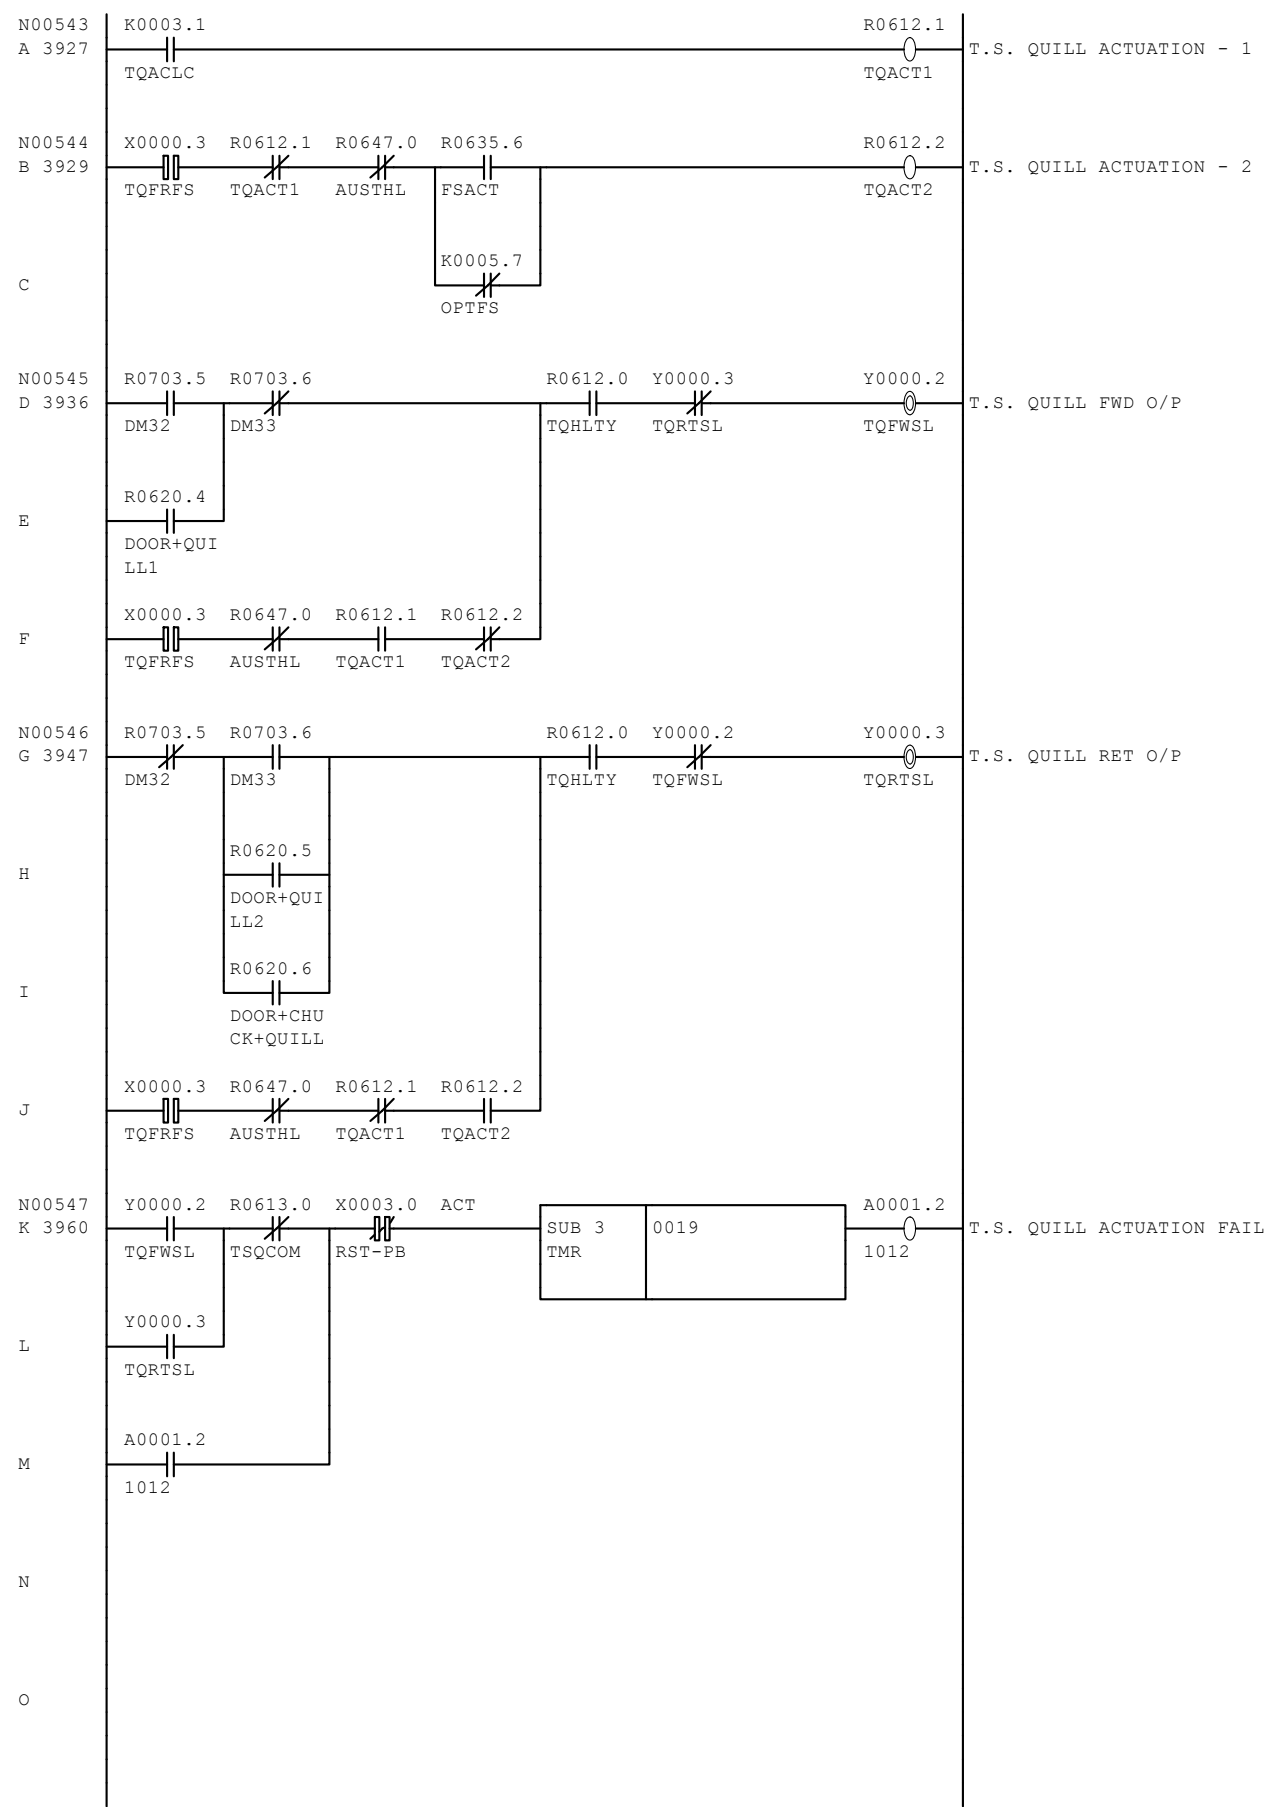 N00543 K0003.1 R0612.1
A 3927 T.S. QUILL ACTUATION - 1
TQACLC TQACT1
N00544 X0000.3 R0612.1 R0647.0 R0635.6 R0612.2
B 3929 T.S. QUILL ACTUATION - 2
TQFRFS TQACT1 AUSTHL FSACT TQACT2
K0005.7
C
OPTFS
N00545 R0703.5 R0703.6 R0612.0 Y0000.3 Y0000.2
D 3936 T.S. QUILL FWD O/P
DM32 DM33 TQHLTY TQRTSL TQFWSL
R0620.4
E
DOOR+QUI
LL1
X0000.3 R0647.0 R0612.1 R0612.2
F
TQFRFS AUSTHL TQACT1 TQACT2
N00546 R0703.5 R0703.6 R0612.0 Y0000.2 Y0000.3
G 3947 T.S. QUILL RET O/P
DM32 DM33 TQHLTY TQFWSL TQRTSL
R0620.5
H
DOOR+QUI
LL2
R0620.6
I
DOOR+CHU
CK+QUILL
X0000.3 R0647.0 R0612.1 R0612.2
J
TQFRFS AUSTHL TQACT1 TQACT2
N00547 Y0000.2 R0613.0 X0003.0 ACT A0001.2
K 3960 SUB 3 0019 T.S. QUILL ACTUATION FAIL
TQFWSL TSQCOM RST-PB TMR 1012
Y0000.3
L
TQRTSL
A0001.2
M
1012
N
O